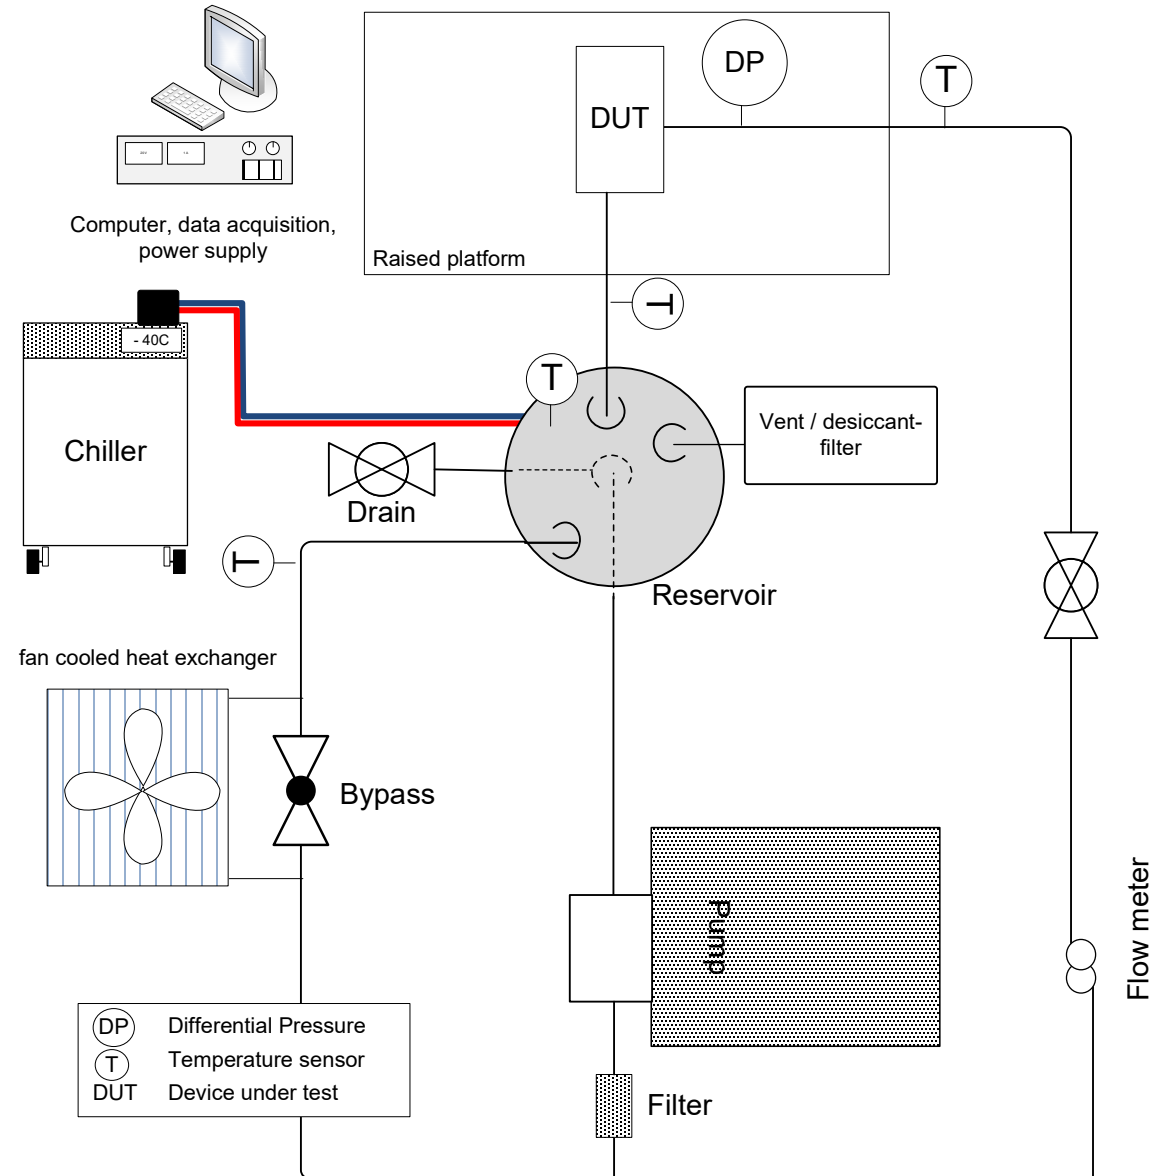 DP
T
DUT
Computer, data acquisition,
power supply
Raised platform
T
- 40C
T
Vent / desiccant-
filter
Chiller
Drain
T
Reservoir
fan cooled heat exchanger
Bypass
Pump
Flow meter
DP Differential Pressure
T Temperature sensor
DUT Device under test
Filter